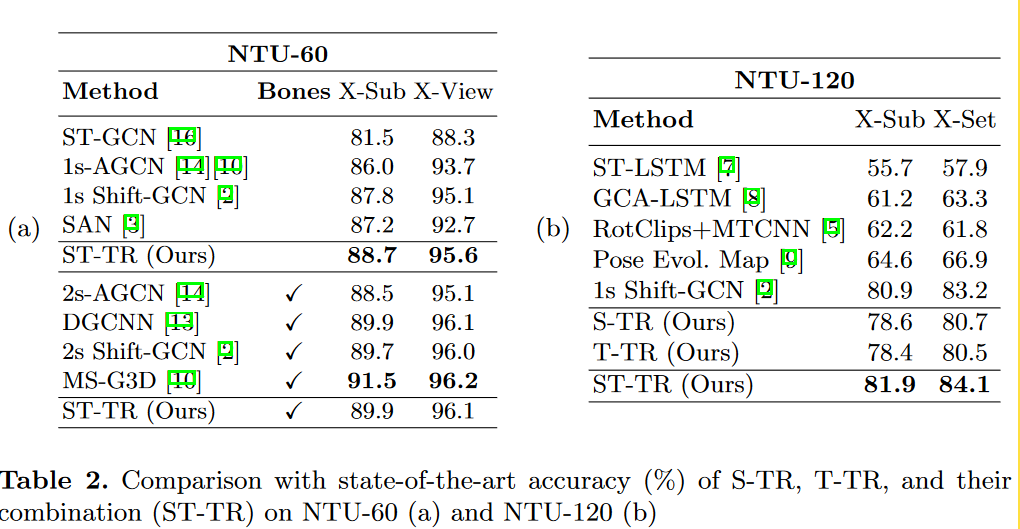 NTU-60
Method Bones X-Sub X-View
ST-GCN [16] 81.5 88.3
1s-AGCN [14][10] 86.0 93.7
1s Shift-GCN [2] 87.8 95.1
(a) SAN [3] 87.2 92.7
ST-TR (Ours) 88.7 95.6
2s-AGCN [14] ✓ 88.5 95.1
DGCNN [13] ✓ 89.9 96.1
2s Shift-GCN [2] ✓ 89.7 96.0
MS-G3D [10] ✓ 91.5 96.2
ST-TR (Ours) ✓ 89.9 96.1
NTU-120
Method X-Sub X-Set
ST-LSTM [7] 55.7 57.9
GCA-LSTM [8] 61.2 63.3
(b) RotClips+MTCNN [5] 62.2 61.8
Pose Evol. Map [9] 64.6 66.9
1s Shift-GCN [2] 80.9 83.2
S-TR (Ours) 78.6 80.7
T-TR (Ours) 78.4 80.5
ST-TR (Ours) 81.9 84.1
Table 2. Comparison with state-of-the-art accuracy (%) of S-TR, T-TR, and their
combination (ST-TR) on NTU-60 (a) and NTU-120 (b)